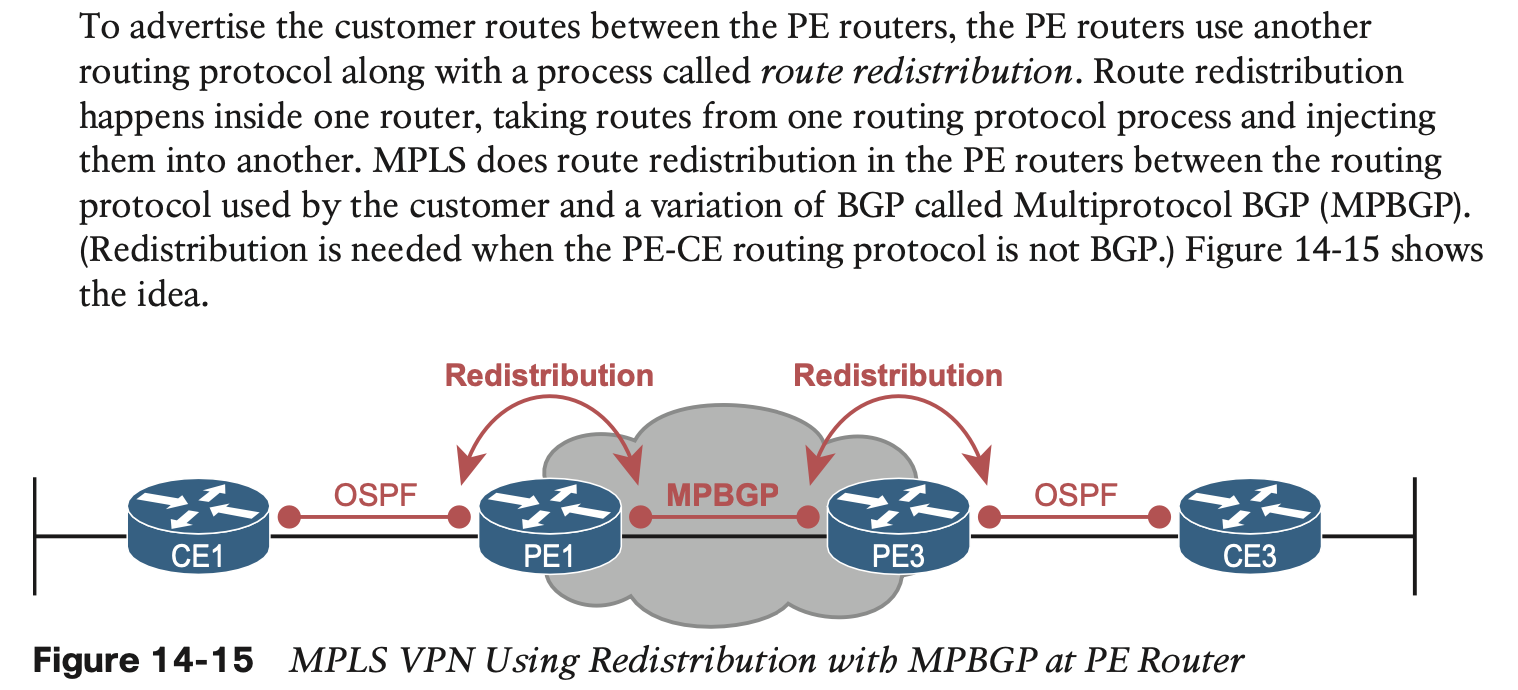 To advertise the customer routes between the PE routers, the PE routers use another
routing protocol along with a process called route redistribution. Route redistribution
happens inside one router, taking routes from one routing protocol process and injecting
them into another. MPLS does route redistribution in the PE routers between the routing
protocol used by the customer and a variation of BGP called Multiprotocol BGP (MPBGP).
(Redistribution is needed when the PE-CE routing protocol is not BGP.) Figure 14-15 shows
the idea.
Redistribution Redistribution
OSPF MPBGP OSPF
CE1 PE1 PE3 CE3
Figure 14-15 MPLS VPN Using Redistribution with MPBGP at PE Router